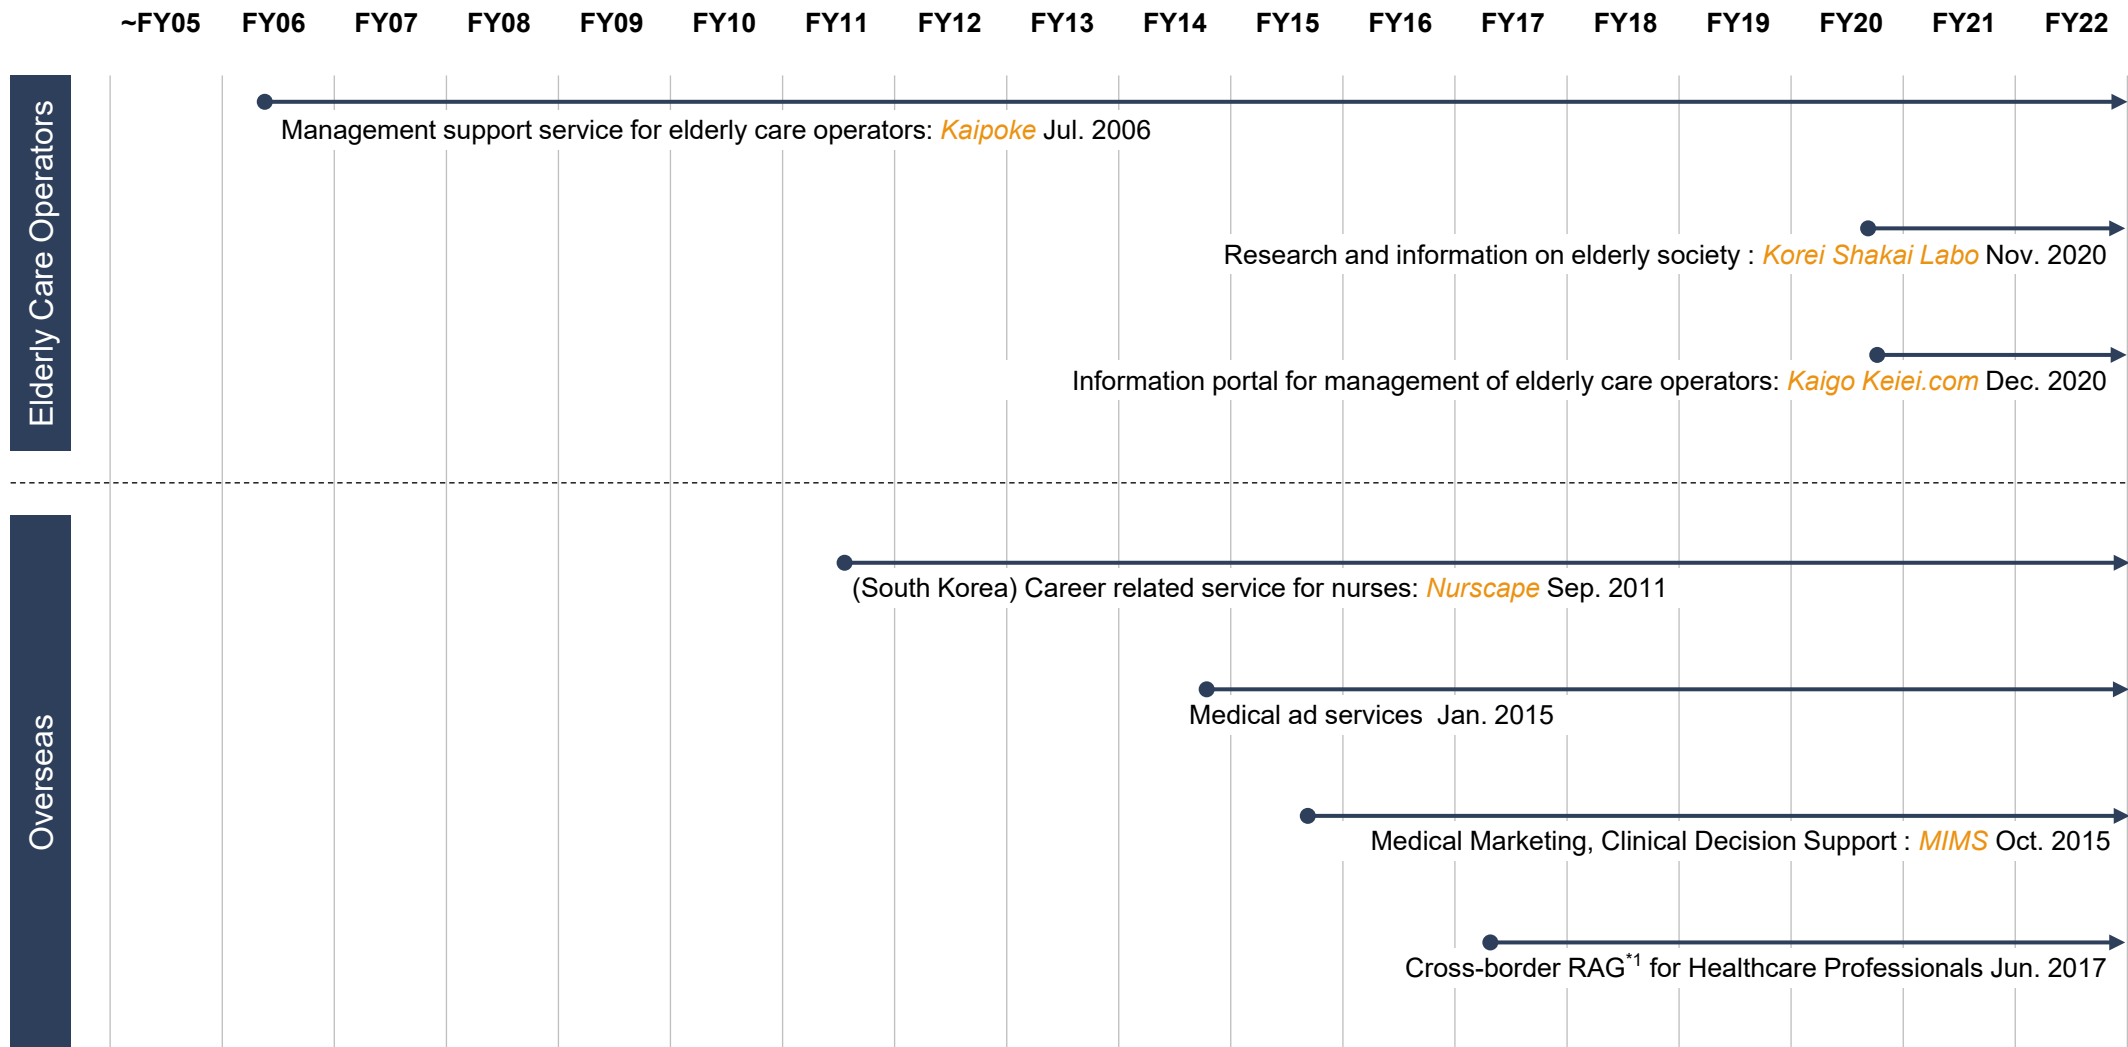 ~FY05 FY06 FY07 FY08 FY09 FY10 FY11 FY12 FY13 FY14 FY15 FY16 FY17 FY18 FY19 FY20 FY21 FY22
Elderly Care Operators
Management support service for elderly care operators: Kaipoke Jul. 2006
Research and information on elderly society : Korei Shakai Labo Nov. 2020
Information portal for management of elderly care operators: Kaigo Keiei.com Dec. 2020
Overseas
(South Korea) Career related service for nurses: Nurscape Sep. 2011
Medical ad services Jan. 2015
Medical Marketing, Clinical Decision Support : MIMS Oct. 2015
Cross-border RAG*1 for Healthcare Professionals Jun. 2017